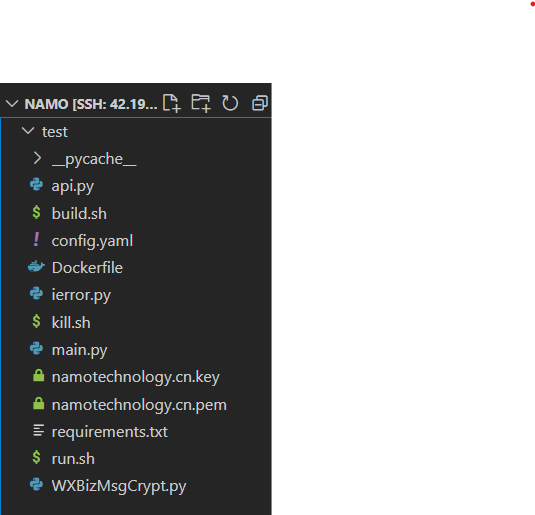 NAMO [SSH: 42.19...
test
__pycache__
api.py
build.sh
config.yaml
Dockerfile
ierror.py
kill.sh
main.py
namotechnology.cn.key
namotechnology.cn.pem
requirements.txt
run.sh
WXBizMsgCrypt.py